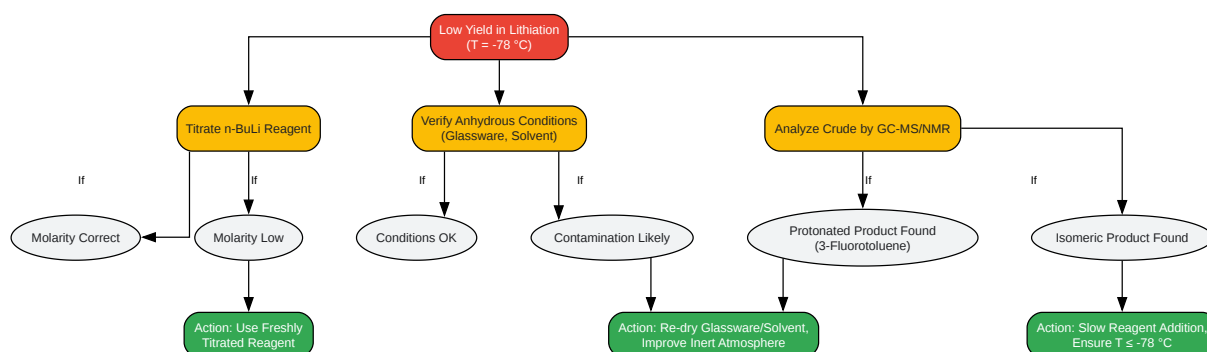 Low Yield in Lithiation
(T = -78 °C)
Titrate n-BuLi Reagent
Verify Anhydrous Conditions
(Glassware, Solvent)
Analyze Crude by GC-MS/NMR
If
If
If
If
If
If
Molarity Correct
Molarity Low
Conditions OK
Contamination Likely
Protonated Product Found
(3-Fluorotoluene)
Isomeric Product Found
Action: Use Freshly
Titrated Reagent
Action: Re-dry Glassware/Solvent,
Improve Inert Atmosphere
Action: Slow Reagent Addition,
Ensure T ≤ -78 °C